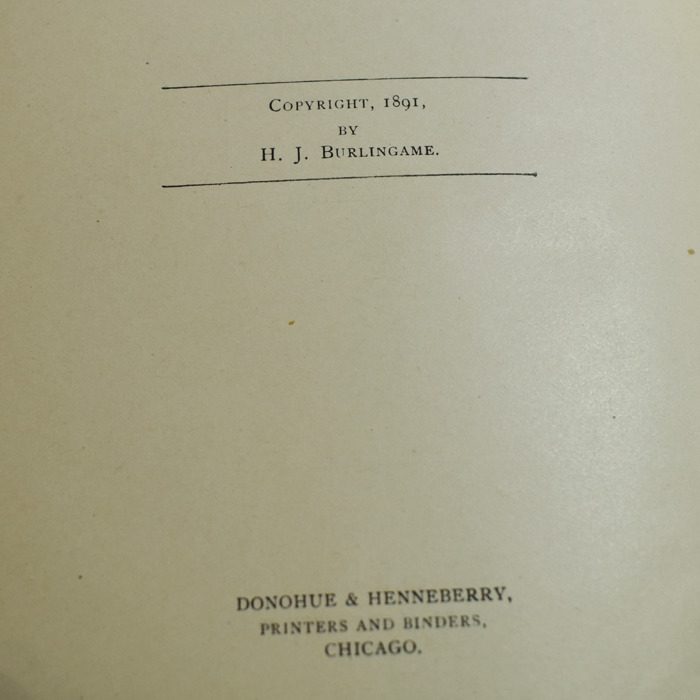 COPYRIGHT, 1891,
BY
H. J. BURLINGAME.
DONOHUE & HENNEBERRY,
PRINTERS AND BINDERS,
CHICAGO.